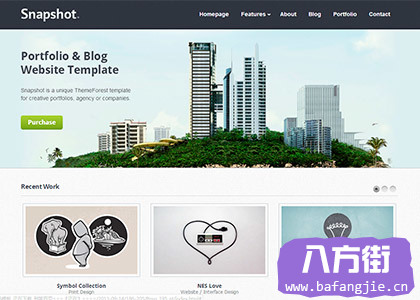 Snapshot.
Homepage Features About Blog Portfolio Contact
Portfolio & Blog
Website Template
Snapshot is a unique ThemeForest template
for creative portfolios, agency or companies.
Purchase
Recent Work
Symbol Collection
Print Design
NES Love
Website / Interface Design
八方街
www.bafangjie.cn